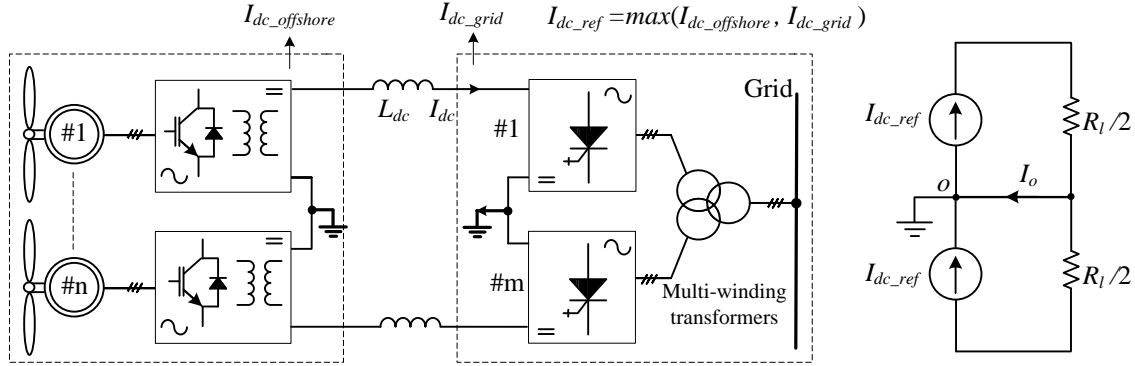 I_dc_offshore
I_dc_grid
I_dc_ref =max(I_dc_offshore, I_dc_grid)
#1
=
L_dc
I_dc
#1
=
Grid
#n
=
#m
=
Multi-winding
transformers
I_dc_ref
R_l/2
o
I_o
I_dc_ref
R_l/2